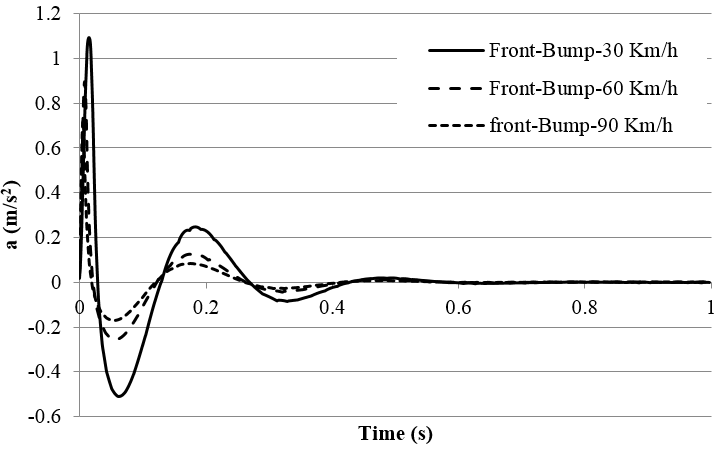 1.2
1
0.8
0.6
0.4
0.2
0
-0.2
-0.4
-0.6
a (m/s²)
Front-Bump-30 Km/h
Front-Bump-60 Km/h
front-Bump-90 Km/h
0 0.2 0.4 0.6 0.8 1
Time (s)